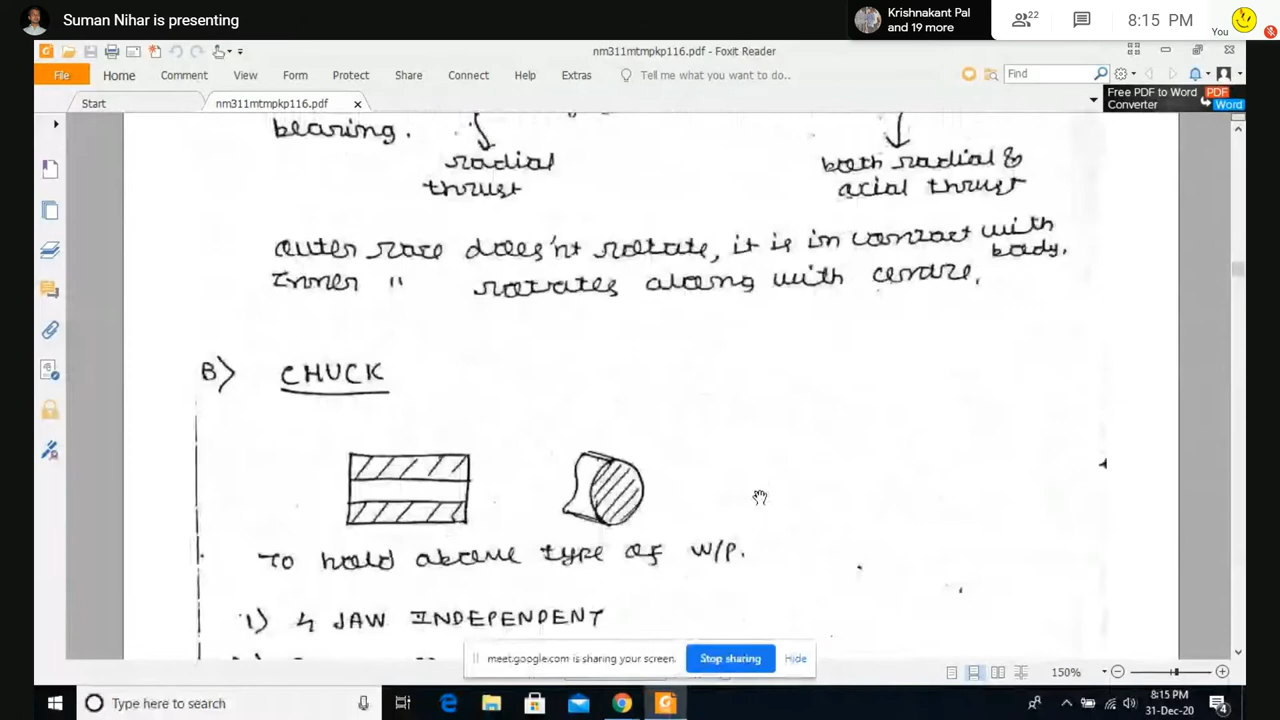 Suman Nihar is presenting
Krishnakant Pal
and 19 more
22
8:15 PM
You
nm311mtmpkp116.pdf - Foxit Reader
File
Home
Comment
View
Form
Protect
Share
Connect
Help
Extras
Tell me what you want to do..
Find
Start
nm311mtmpkp116.pdf
Free PDF to Word
Converter
PDF
Word
bearing.
radial
thrust
both radial &
acial thrust
outer race does'nt rotate, it is in contact with
body.
Inner " rotates along with centre.
B) CHUCK
To hold above type of W/P.
1) 4 JAW INDEPENDENT
meet.google.com is sharing your screen.
Stop sharing
Hide
150%
Type here to search
8:15 PM
31-Dec-20
4